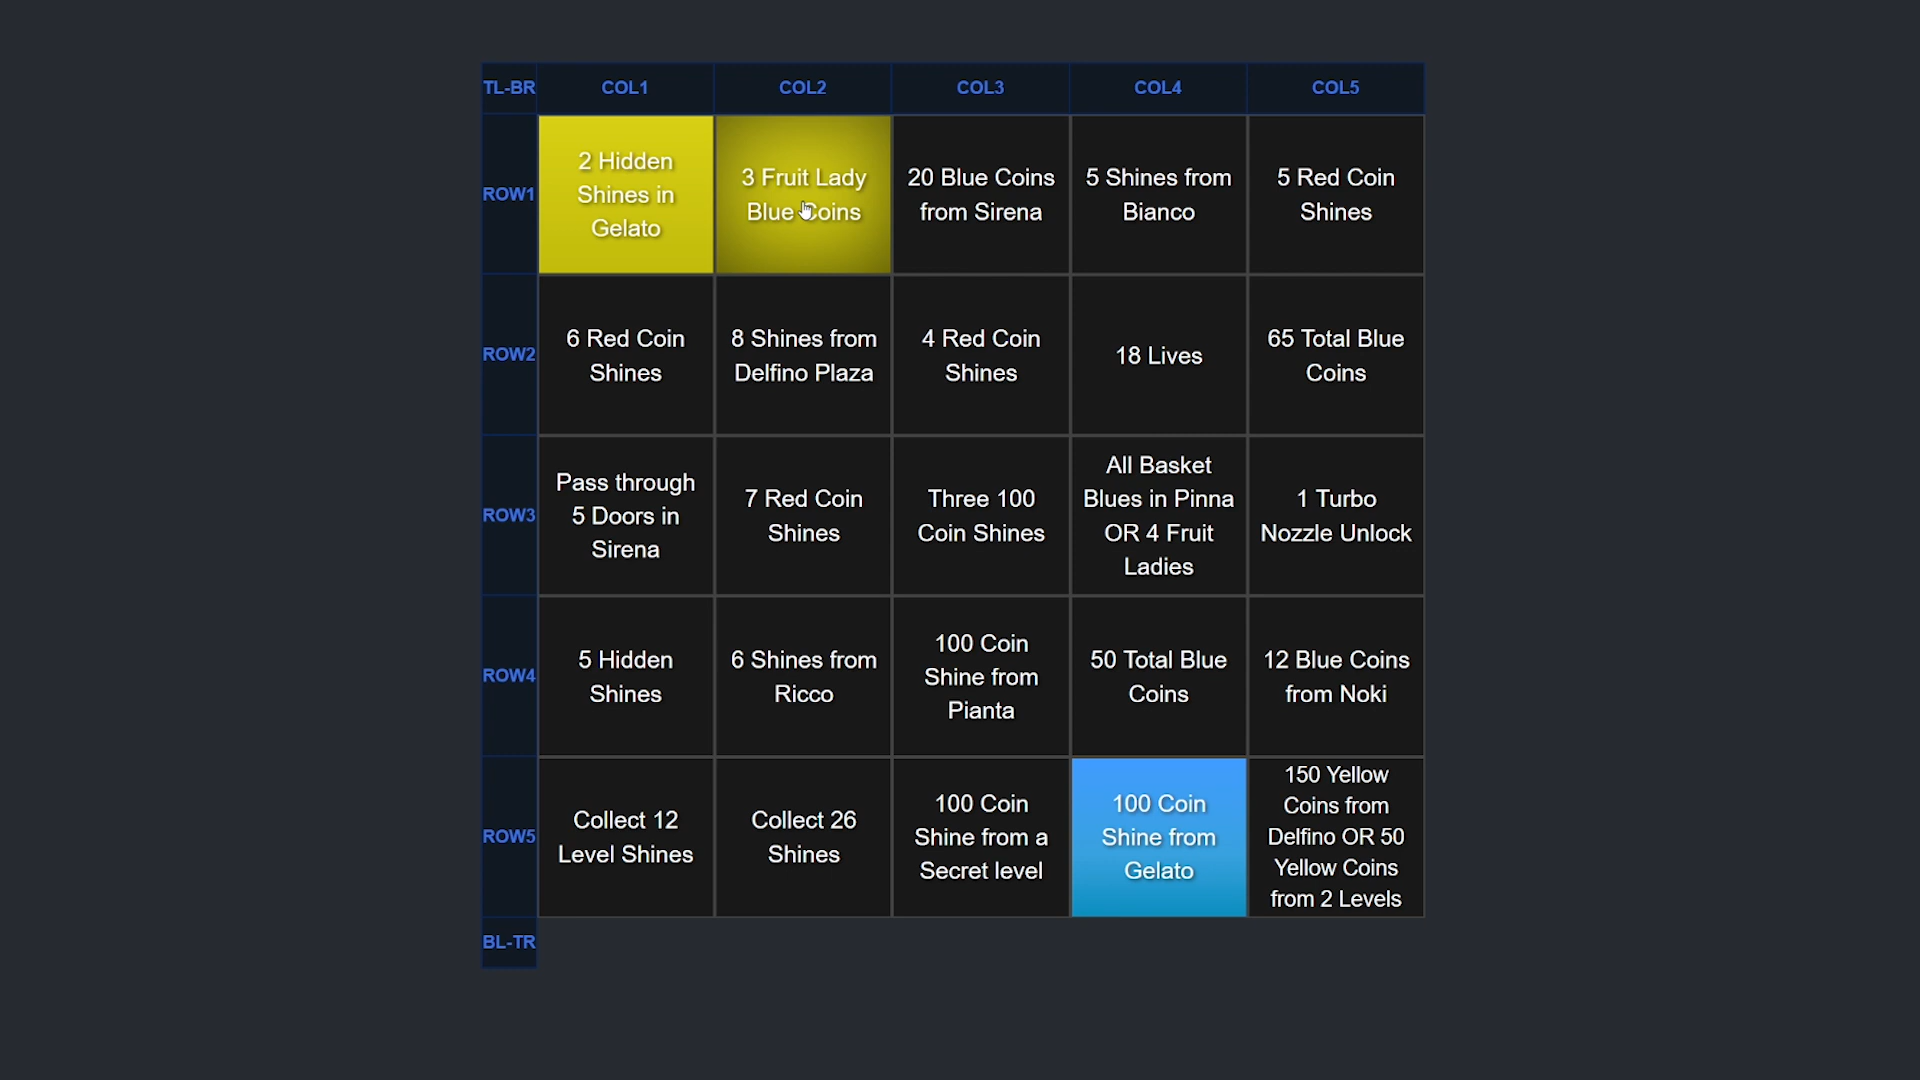 TL-BR COL1 COL2 COL3 COL4 COL5
ROW1
2 Hidden
Shines in
Gelato
3 Fruit Lady
Blue Coins
20 Blue Coins
from Sirena
5 Shines from
Bianco
5 Red Coin
Shines
ROW2
6 Red Coin
Shines
8 Shines from
Delfino Plaza
4 Red Coin
Shines
18 Lives
65 Total Blue
Coins
ROW3
Pass through
5 Doors in
Sirena
7 Red Coin
Shines
Three 100
Coin Shines
All Basket
Blues in Pinna
OR 4 Fruit
Ladies
1 Turbo
Nozzle Unlock
ROW4
5 Hidden
Shines
6 Shines from
Ricco
100 Coin
Shine from
Pianta
50 Total Blue
Coins
12 Blue Coins
from Noki
ROW5
Collect 12
Level Shines
Collect 26
Shines
100 Coin
Shine from a
Secret level
100 Coin
Shine from
Gelato
150 Yellow
Coins from
Delfino OR 50
Yellow Coins
from 2 Levels
BL-TR